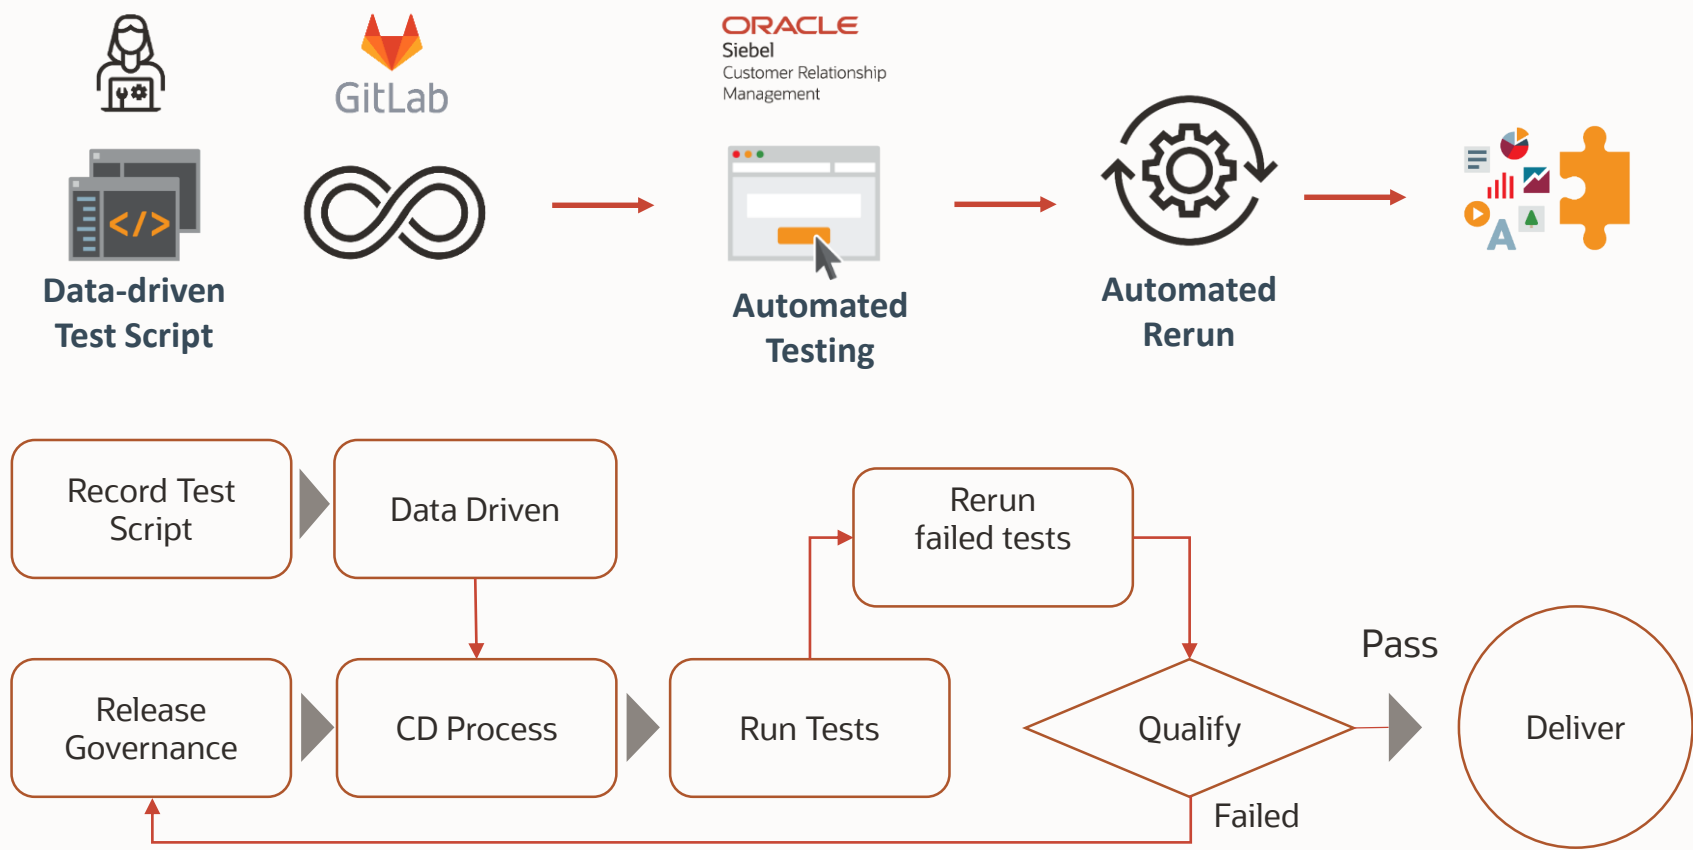 GitLab
ORACLE
Siebel
Customer Relationship
Management
</>
Data-driven
Test Script
Automated
Testing
Automated
Rerun
A
Record Test
Script
Data Driven
Rerun
failed tests
Release
Governance
CD Process
Run Tests
Qualify
Pass
Failed
Deliver